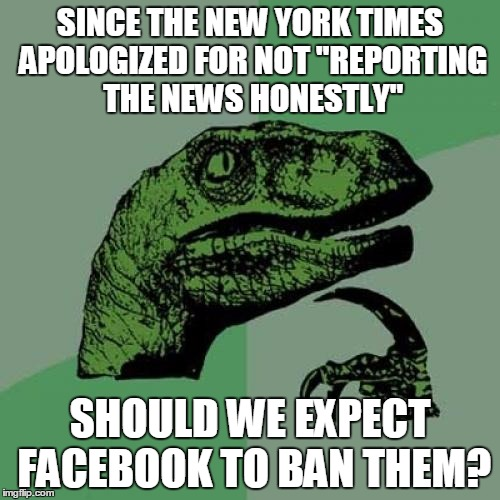 SINCE THE NEW YORK TIMES
APOLOGIZED FOR NOT "REPORTING
THE NEWS HONESTLY"
SHOULD WE EXPECT
FACEBOOK TO BAN THEM?
imgflip.com